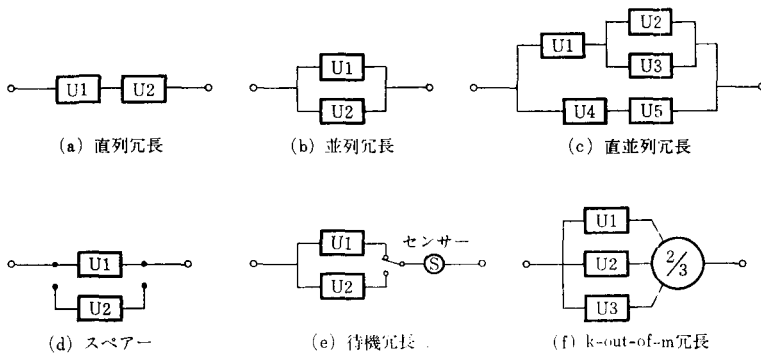 U1 U2
(a) 直列冗長
U1
U2
(b) 並列冗長
U2
U1
U3
U4 U5
(c) 直並列冗長
U1
U2
(d) スペアー
U1
U2
センサー
S
(e) 待機冗長
U1
U2
U3
2/3
(f) k-out-of-m冗長